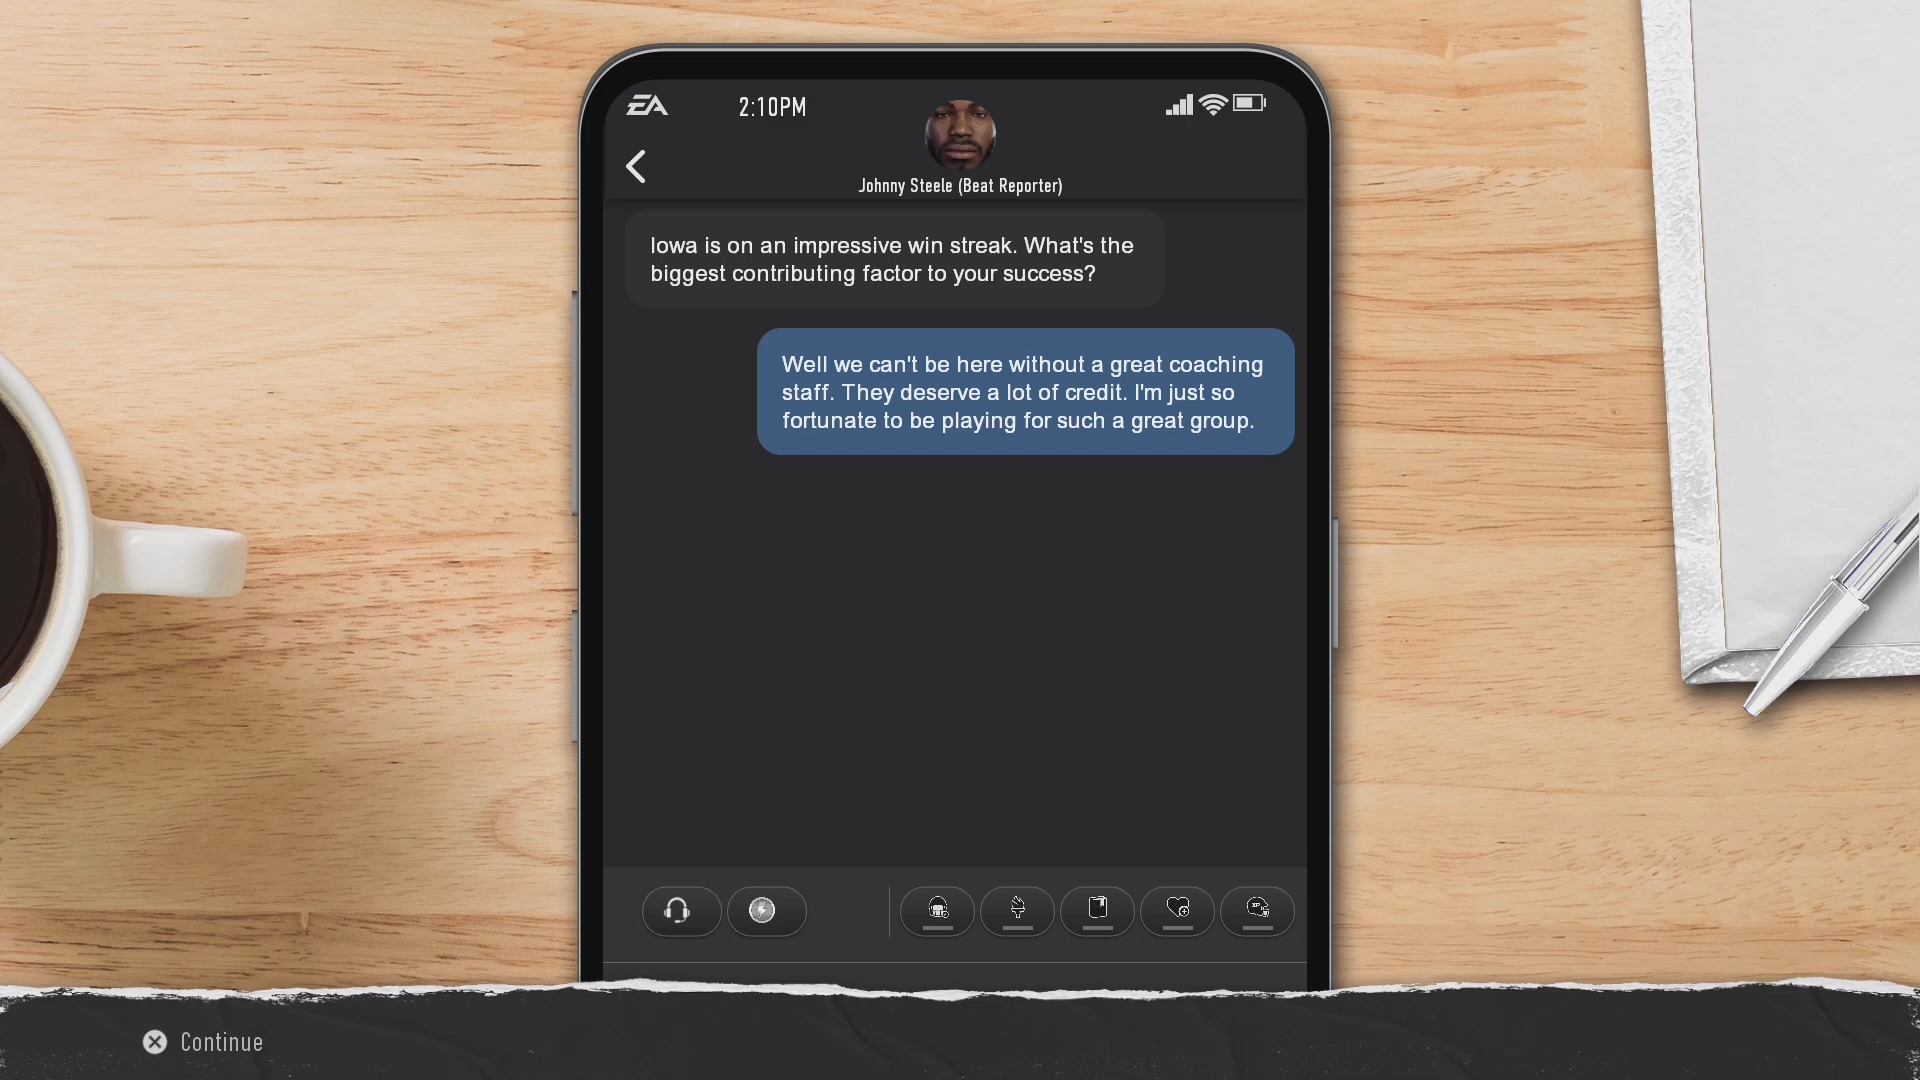 EA
2:10PM
Johnny Steele (Beat Reporter)
Iowa is on an impressive win streak. What's the
biggest contributing factor to your success?
Well we can't be here without a great coaching
staff. They deserve a lot of credit. I'm just so
fortunate to be playing for such a great group.
XP
Continue